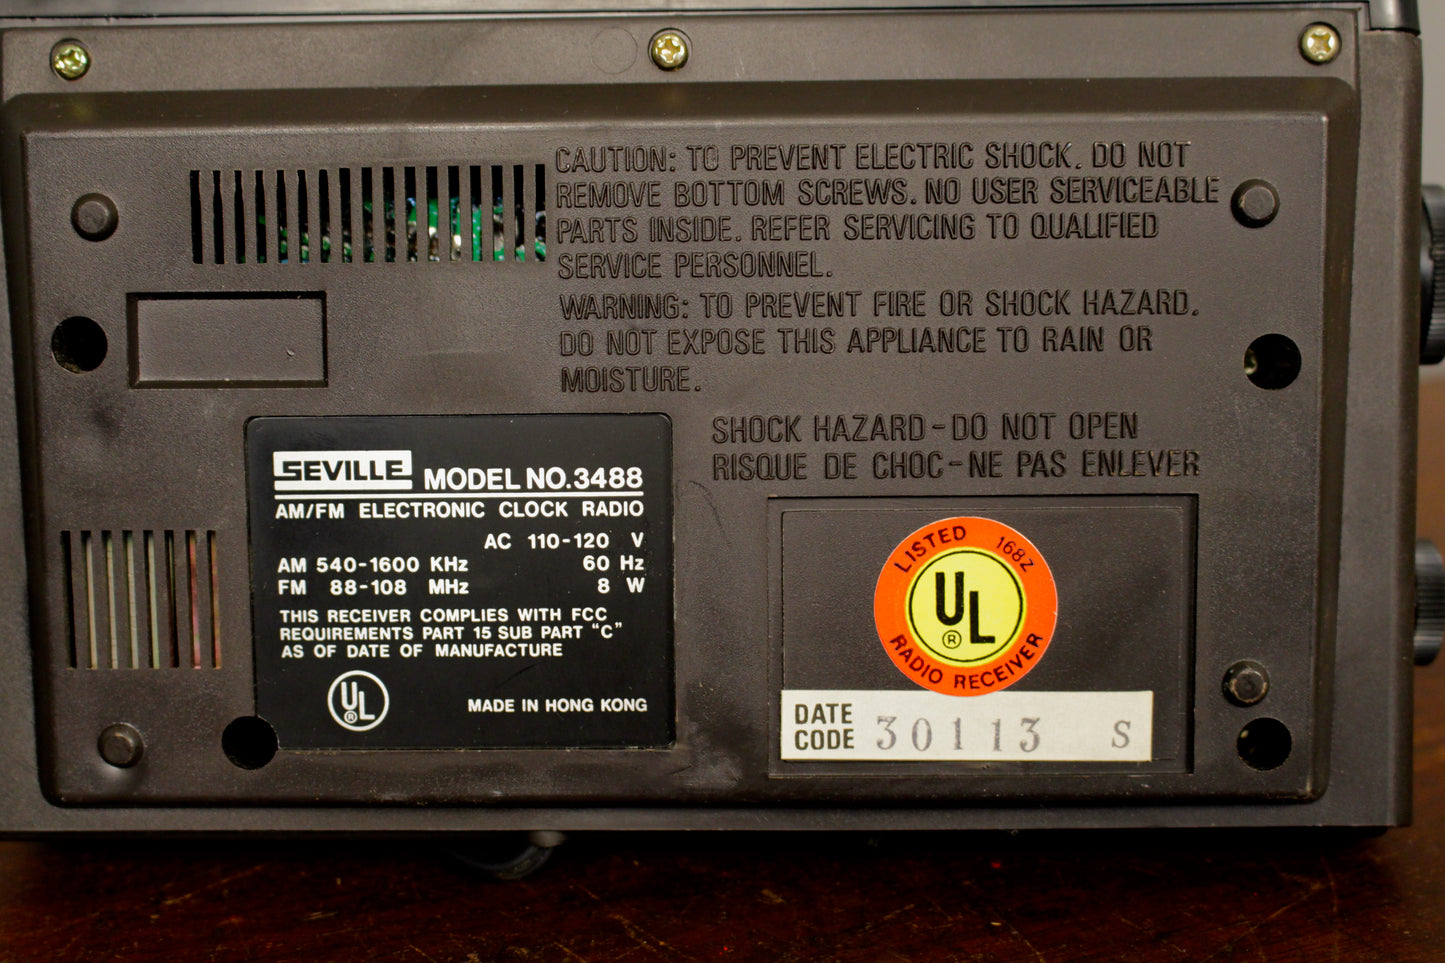 CAUTION: TO PREVENT ELECTRIC SHOCK. DO NOT
REMOVE BOTTOM SCREWS. NO USER SERVICEABLE
PARTS INSIDE. REFER SERVICING TO QUALIFIED
SERVICE PERSONNEL.
WARNING: TO PREVENT FIRE OR SHOCK HAZARD.
DO NOT EXPOSE THIS APPLIANCE TO RAIN OR
MOISTURE.
SHOCK HAZARD-DO NOT OPEN
RISQUE DE CHOC-NE PAS ENLEVER
SEVILLE MODEL NO.3488
AM/FM ELECTRONIC CLOCK RADIO
AC 110-120 V
AM 540-1600 KHz 60 Hz
FM 88-108 MHz 8 W
THIS RECEIVER COMPLIES WITH FCC
REQUIREMENTS PART 15 SUB PART "C"
AS OF DATE OF MANUFACTURE
UL ®
MADE IN HONG KONG
LISTED 168Z
UL ®
RADIO RECEIVER
DATE
CODE 30113 S